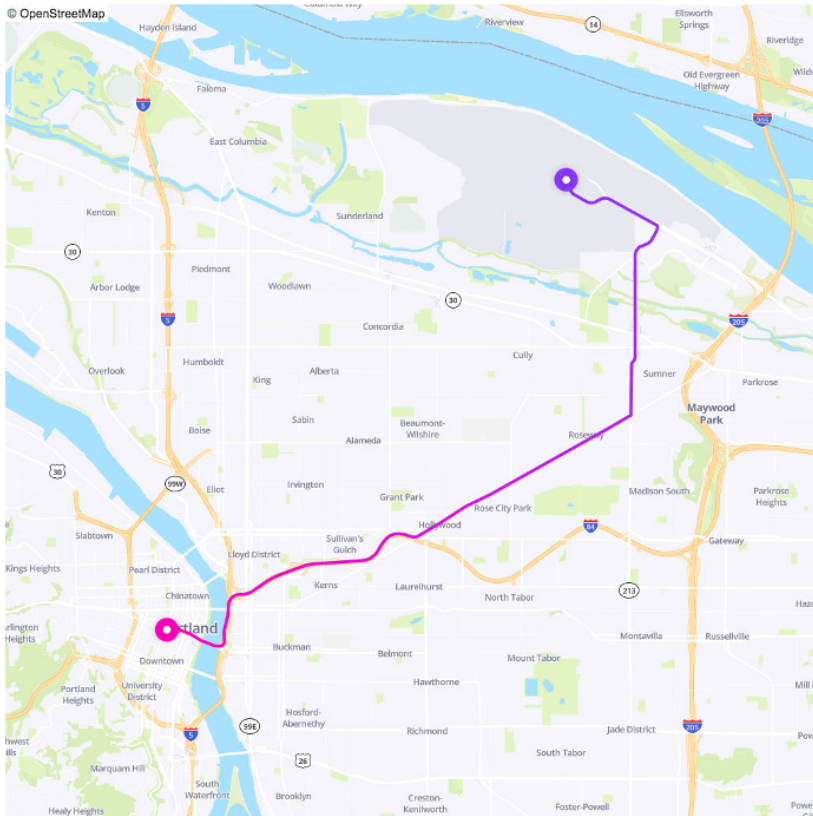 © OpenStreetMap
Hayden Island
Riverview
14
Ellsworth
Springs
Riveridge
Old Evergreen
Highway
Faloma
5
205
East Columbia
Kenton
Sunderland
30
Piedmont
Arbor Lodge
Woodlawn
30
5
Concordia
205
Overlook
Humboldt
King
Alberta
Cully
Sumner
Parkrose
Maywood
Park
Boise
Sabin
Alameda
Beaumont-
Wilshire
Roseway
30
99W
Eliot
Irvington
Grant Park
Rose City Park
Madison South
Parkrose
Heights
Slabtown
Lloyd District
Sullivan's
Gulch
Hollywood
84
Gateway
Kings Heights
Pearl District
Chinatown
Kerns
Laurelhurst
North Tabor
213
Arlington
Heights
Buckman
Belmont
Montavilla
Russellville
Downtown
Mount Tabor
Portland
Heights
University
District
Hawthorne
5
99E
Hosford-
Abernethy
Richmond
Jade District
205
26
South Tabor
Marquam Hill
South
Waterfront
Brooklyn
Creston-
Kenilworth
Foster-Powell
Healy Heights